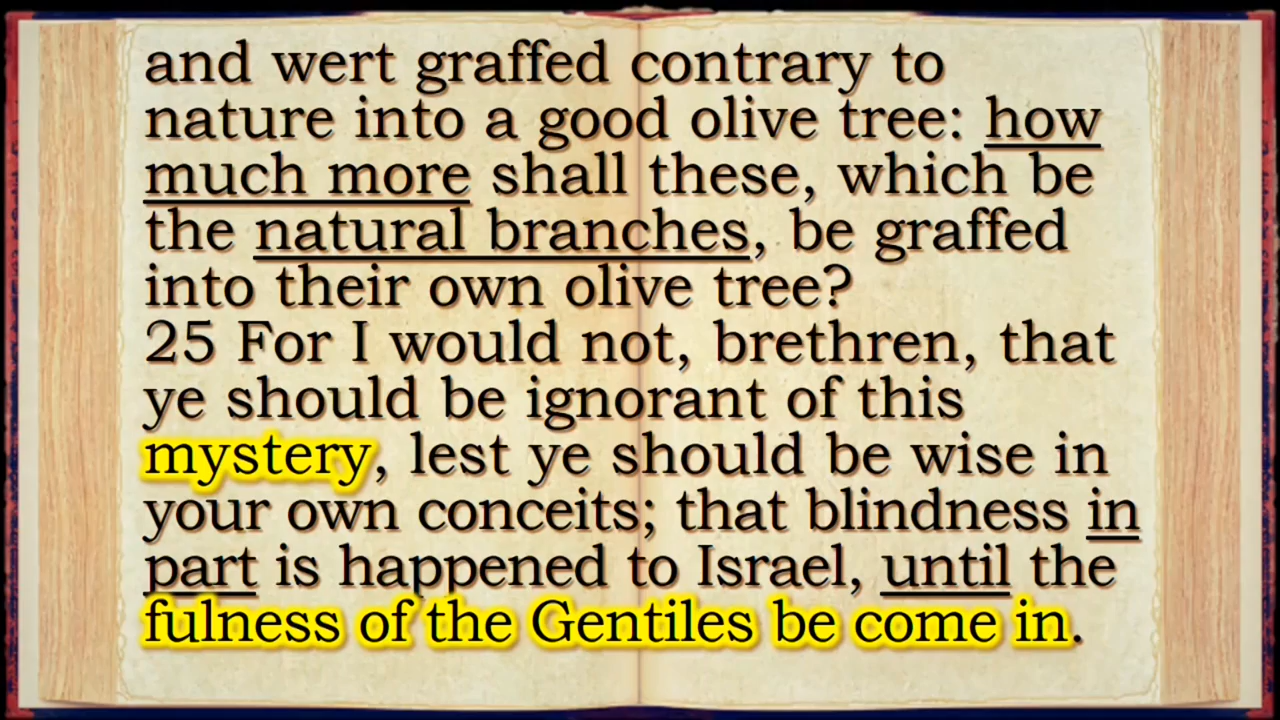 and wert graffed contrary to
nature into a good olive tree: how
much more shall these, which be
the natural branches, be graffed
into their own olive tree?
25 For I would not, brethren, that
ye should be ignorant of this
mystery, lest ye should be wise in
your own conceits; that blindness in
part is happened to Israel, until the
fulness of the Gentiles be come in.